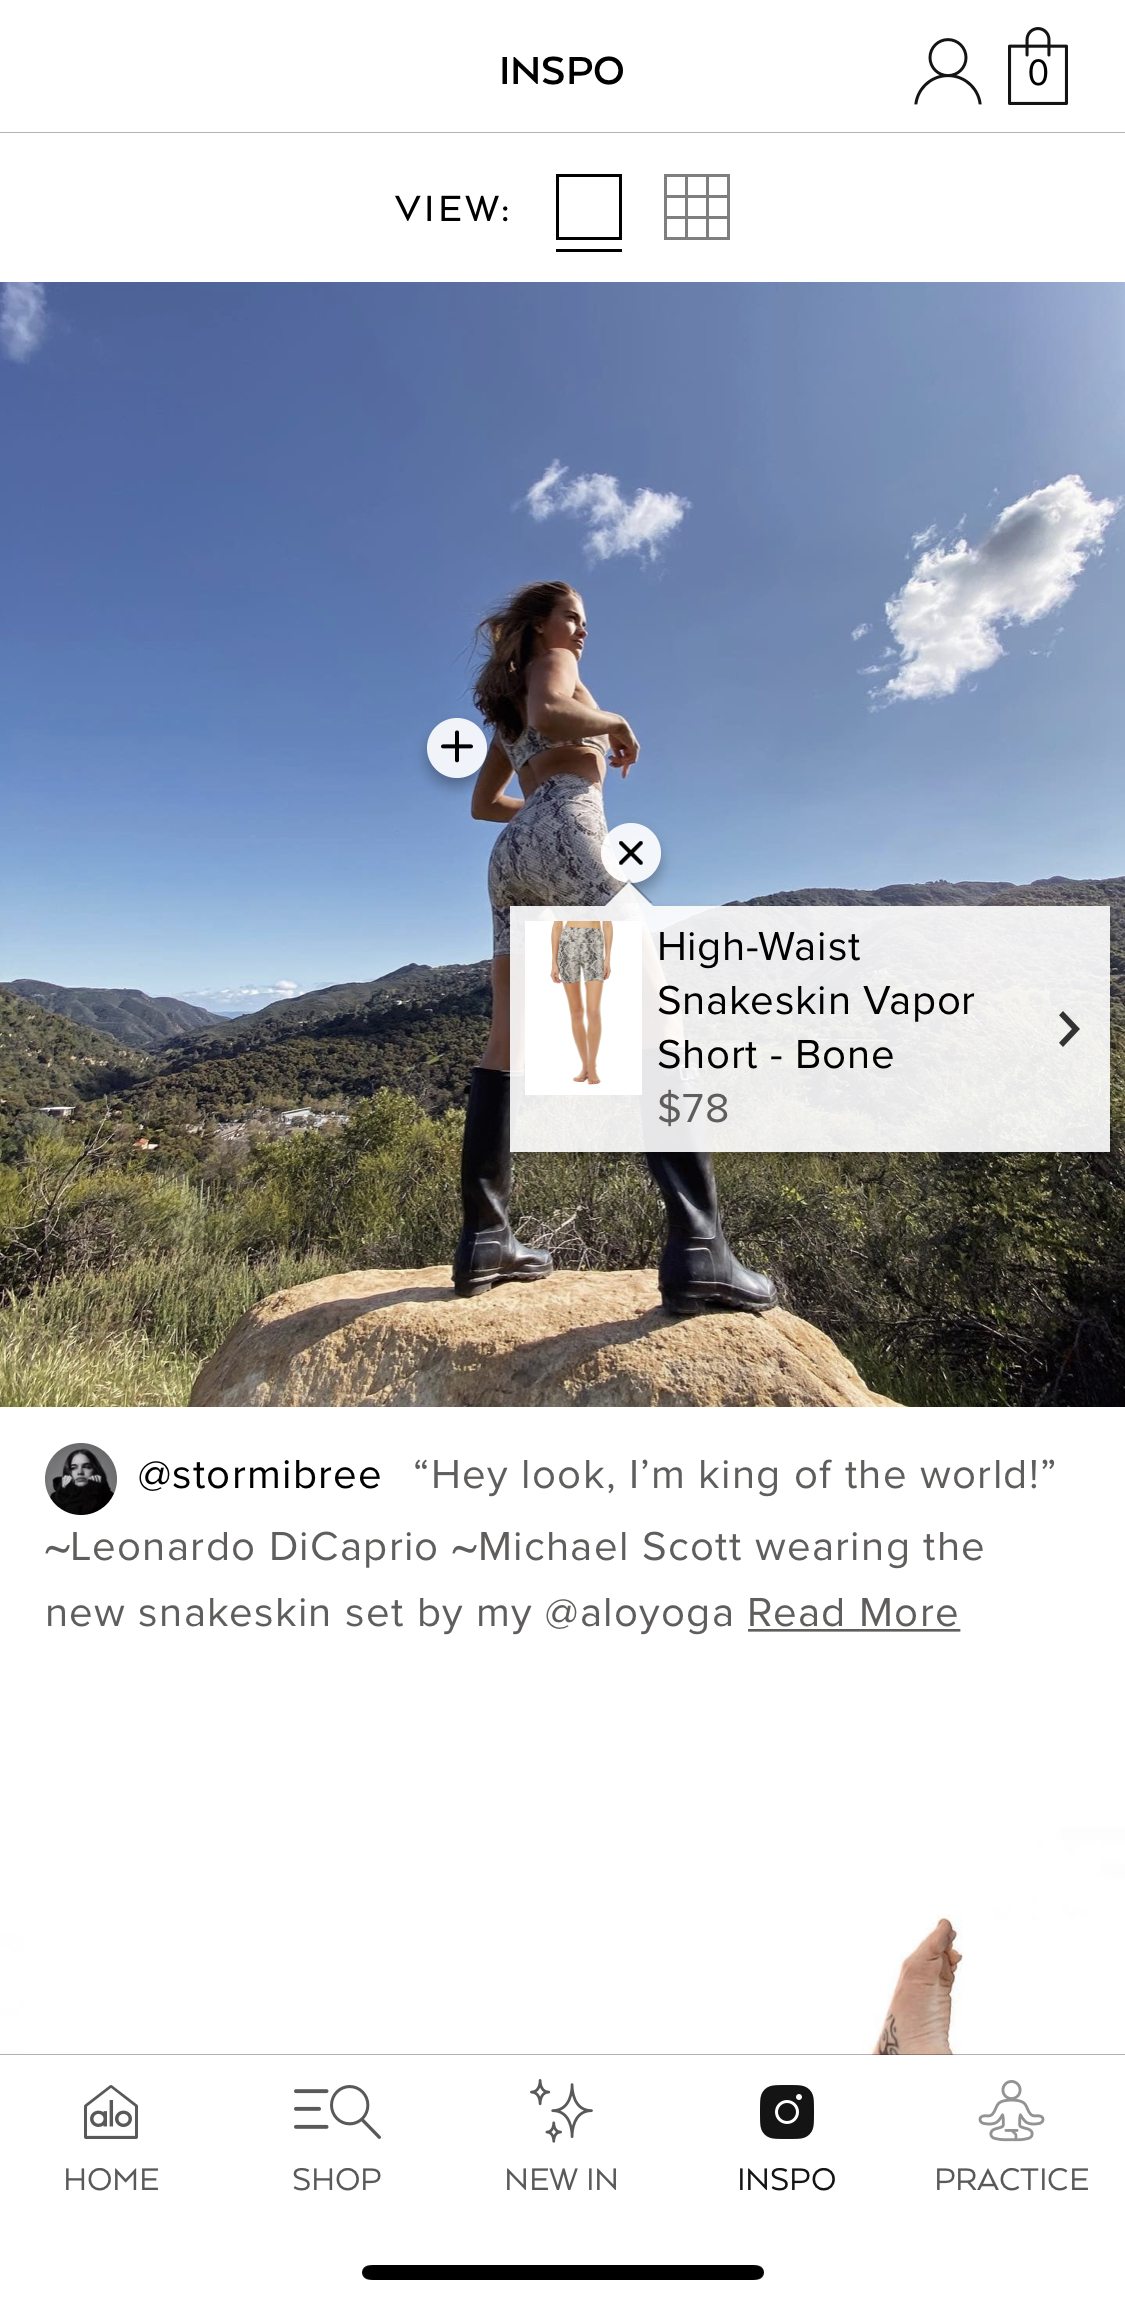 INSPO
0
VIEW:
High-Waist
Snakeskin Vapor
Short - Bone
$78
@stormibree “Hey look, I’m king of the world!”
~Leonardo DiCaprio ~Michael Scott wearing the
new snakeskin set by my @aloyoga Read More
alo
HOME SHOP NEW IN INSPO PRACTICE